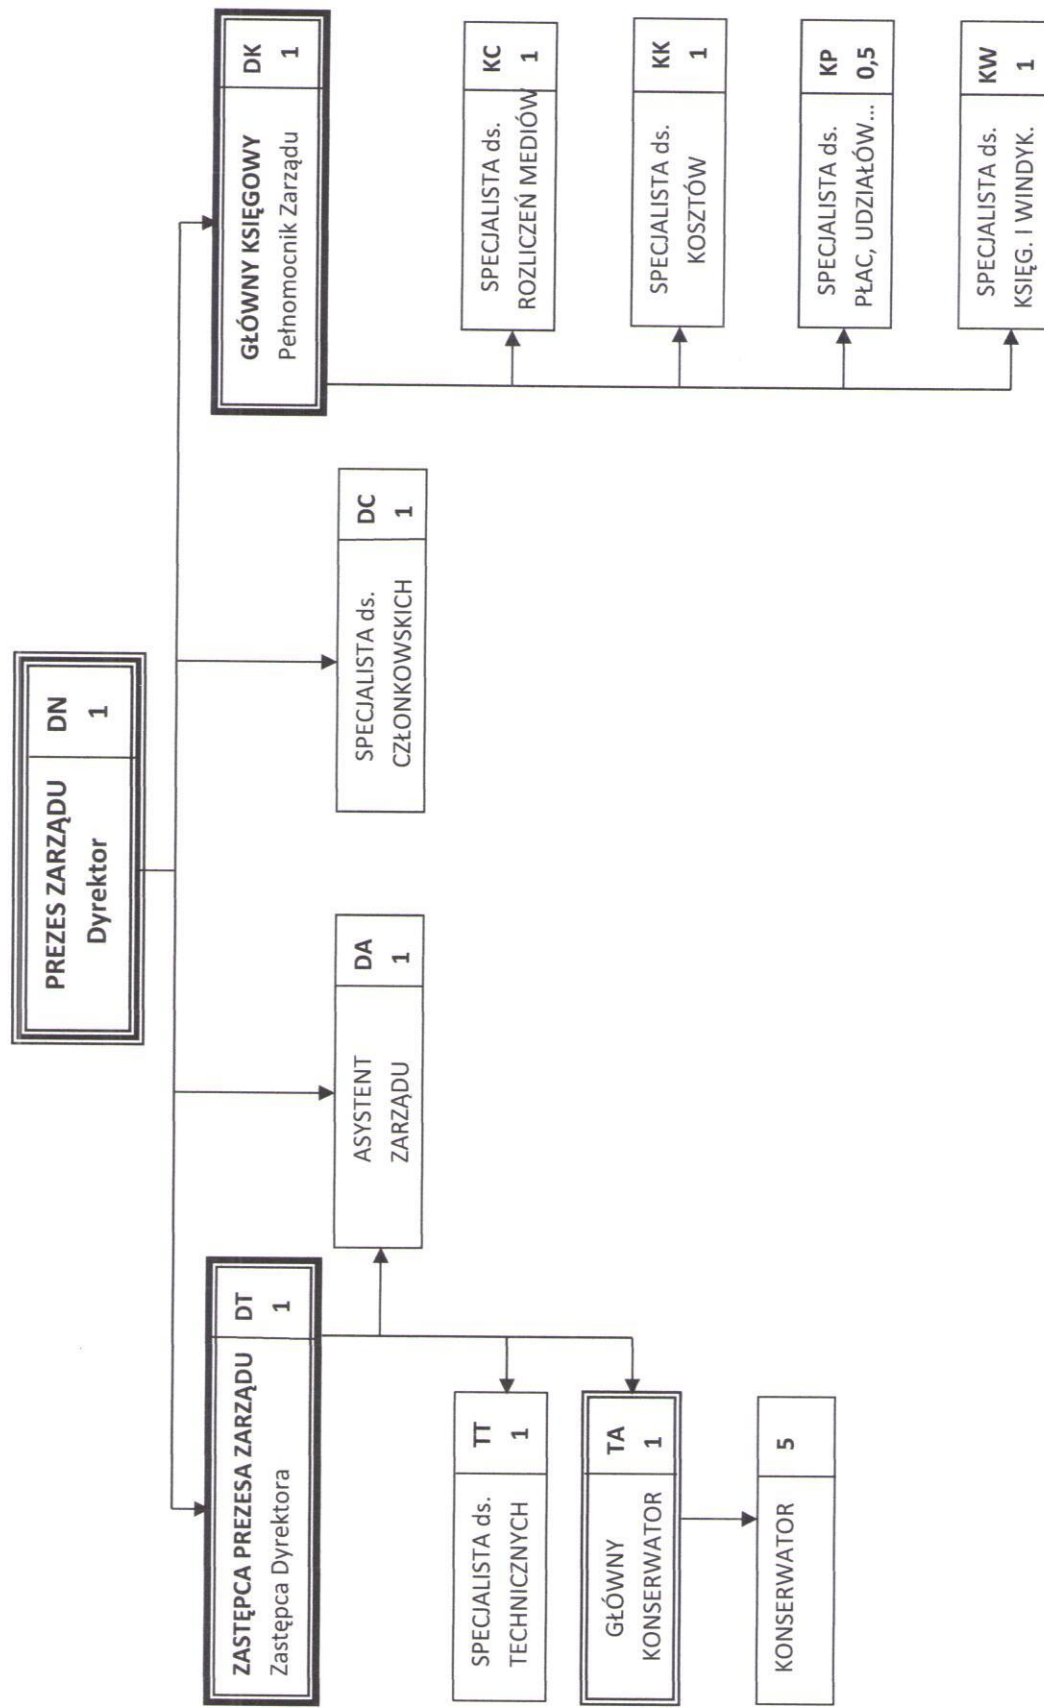 PREZES ZARZĄDU DN
Dyrektor 1
ZASTĘPCA PREZESA ZARZĄDU DT
Zastępca Dyrektora 1
GŁÓWNY KSIĘGOWY DK
Pełnomocnik Zarządu 1
ASYSTENT DA
ZARZĄDU 1
SPECJALISTA ds. DC
CZŁONKOWSKICH 1
SPECJALISTA ds. TT
TECHNICZNYCH 1
GŁÓWNY TA
KONSERWATOR 1
KONSERWATOR 5
SPECJALISTA ds. KC
ROZLICZEŃ MEDIÓW 1
SPECJALISTA ds. KK
KOSZTÓW 1
SPECJALISTA ds. KP
PŁAC, UDZIAŁÓW... 0,5
SPECJALISTA ds. KW
KSIĘG. I WINDYK. 1